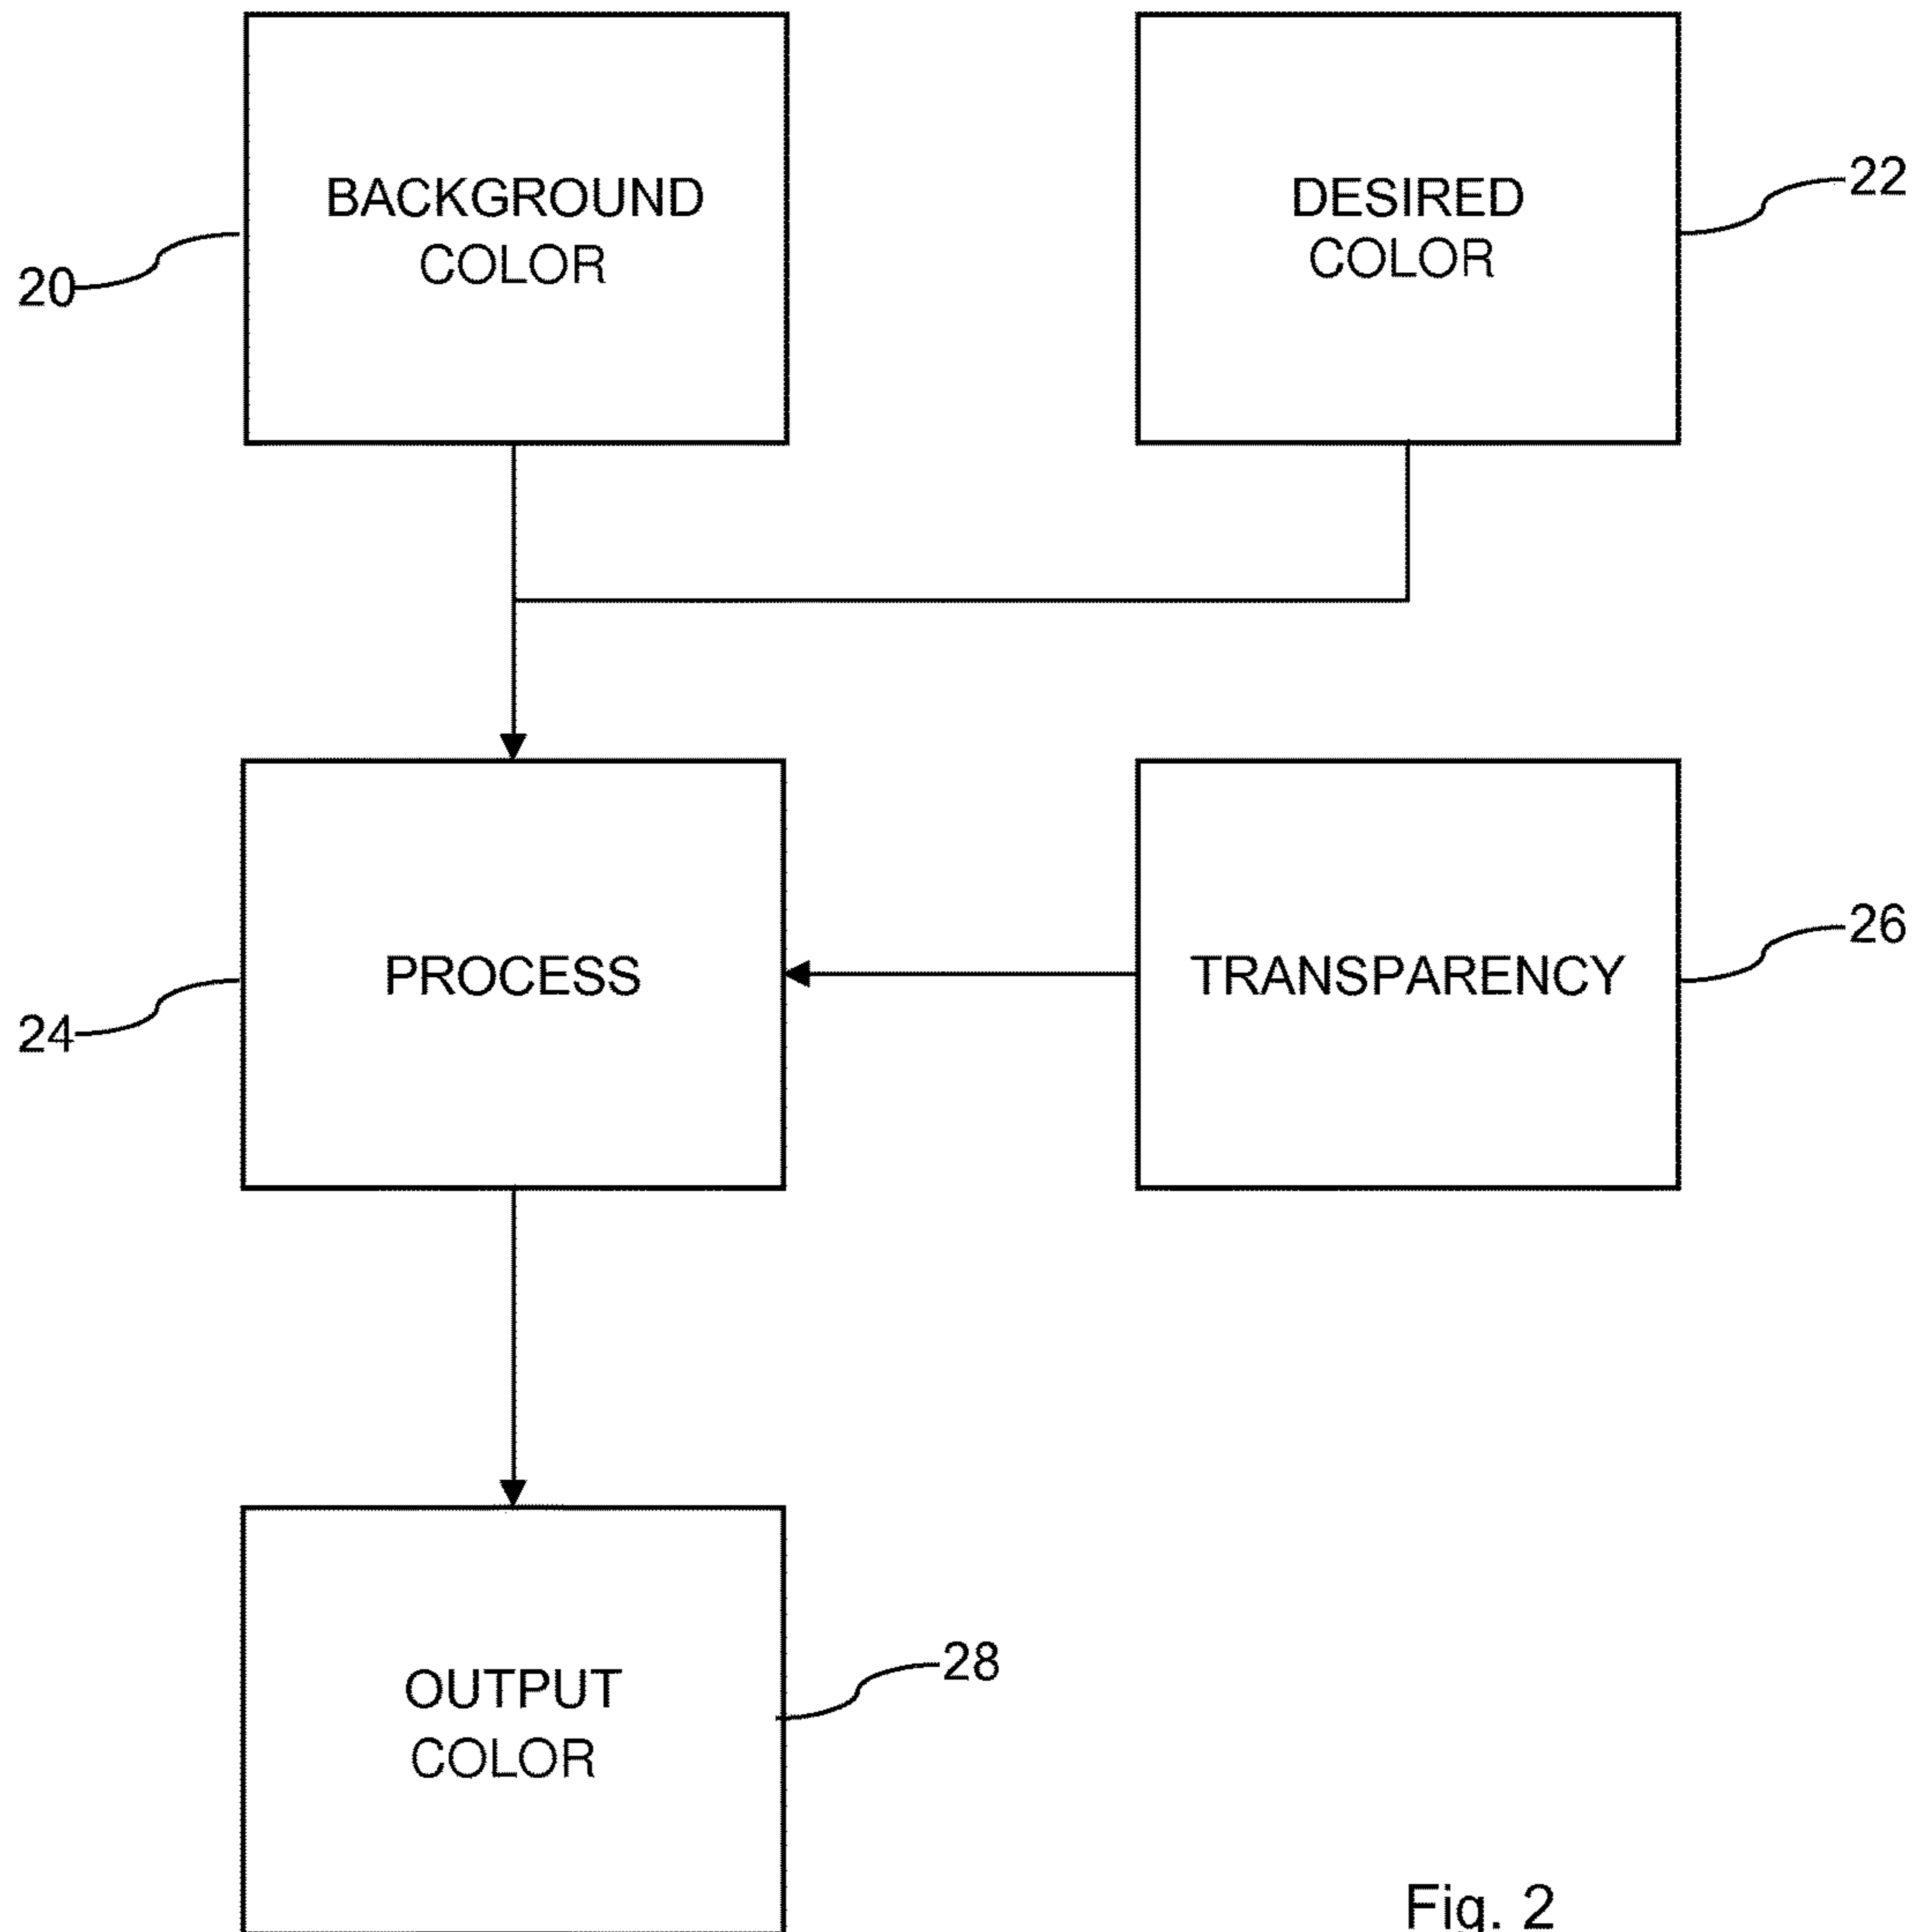 BACKGROUND
COLOR
20
DESIRED
COLOR
22
PROCESS
24
TRANSPARENCY
26
OUTPUT
COLOR
28
Fig. 2